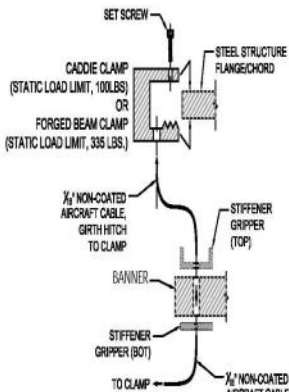 SET SCREW
STEEL STRUCTURE
FLANGE/CHORD
CADDIE CLAMP
(STATIC LOAD LIMIT, 100LBS)
OR
FORGED BEAM CLAMP
(STATIC LOAD LIMIT, 335 LBS.)
NON-COATED
AIRCRAFT CABLE,
GIRTH HITCH
TO CLAMP
STIFFENER
GRIPPER
(TOP)
BANNER
STIFFENER
GRIPPER (BOT)
TO CLAMP
NON-COATED
AIRCRAFT CABLE